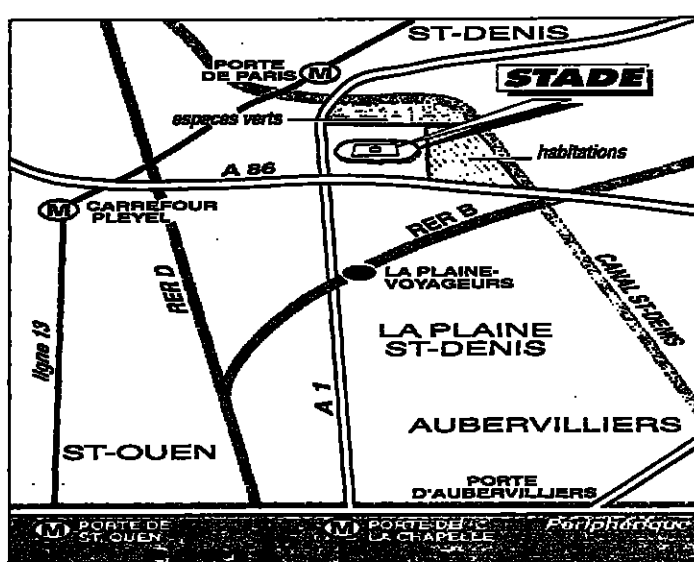 ST-DENIS
PORTE
DE PARIS
M
STADE
espaces verts
habitations
A 86
M
CARREFOUR
PLEYEL
RER B
RER D
LA PLAINE-
VOYAGEURS
CANAL ST-DENIS
ligne 13
LA PLAINE
ST-DENIS
A 1
AUBERVILLIERS
ST-OUEN
PORTE
D'AUBERVILLIERS
M PORTE DE
ST. OUEN
M PORTE DE
LA CHAPELLE
Périphérique